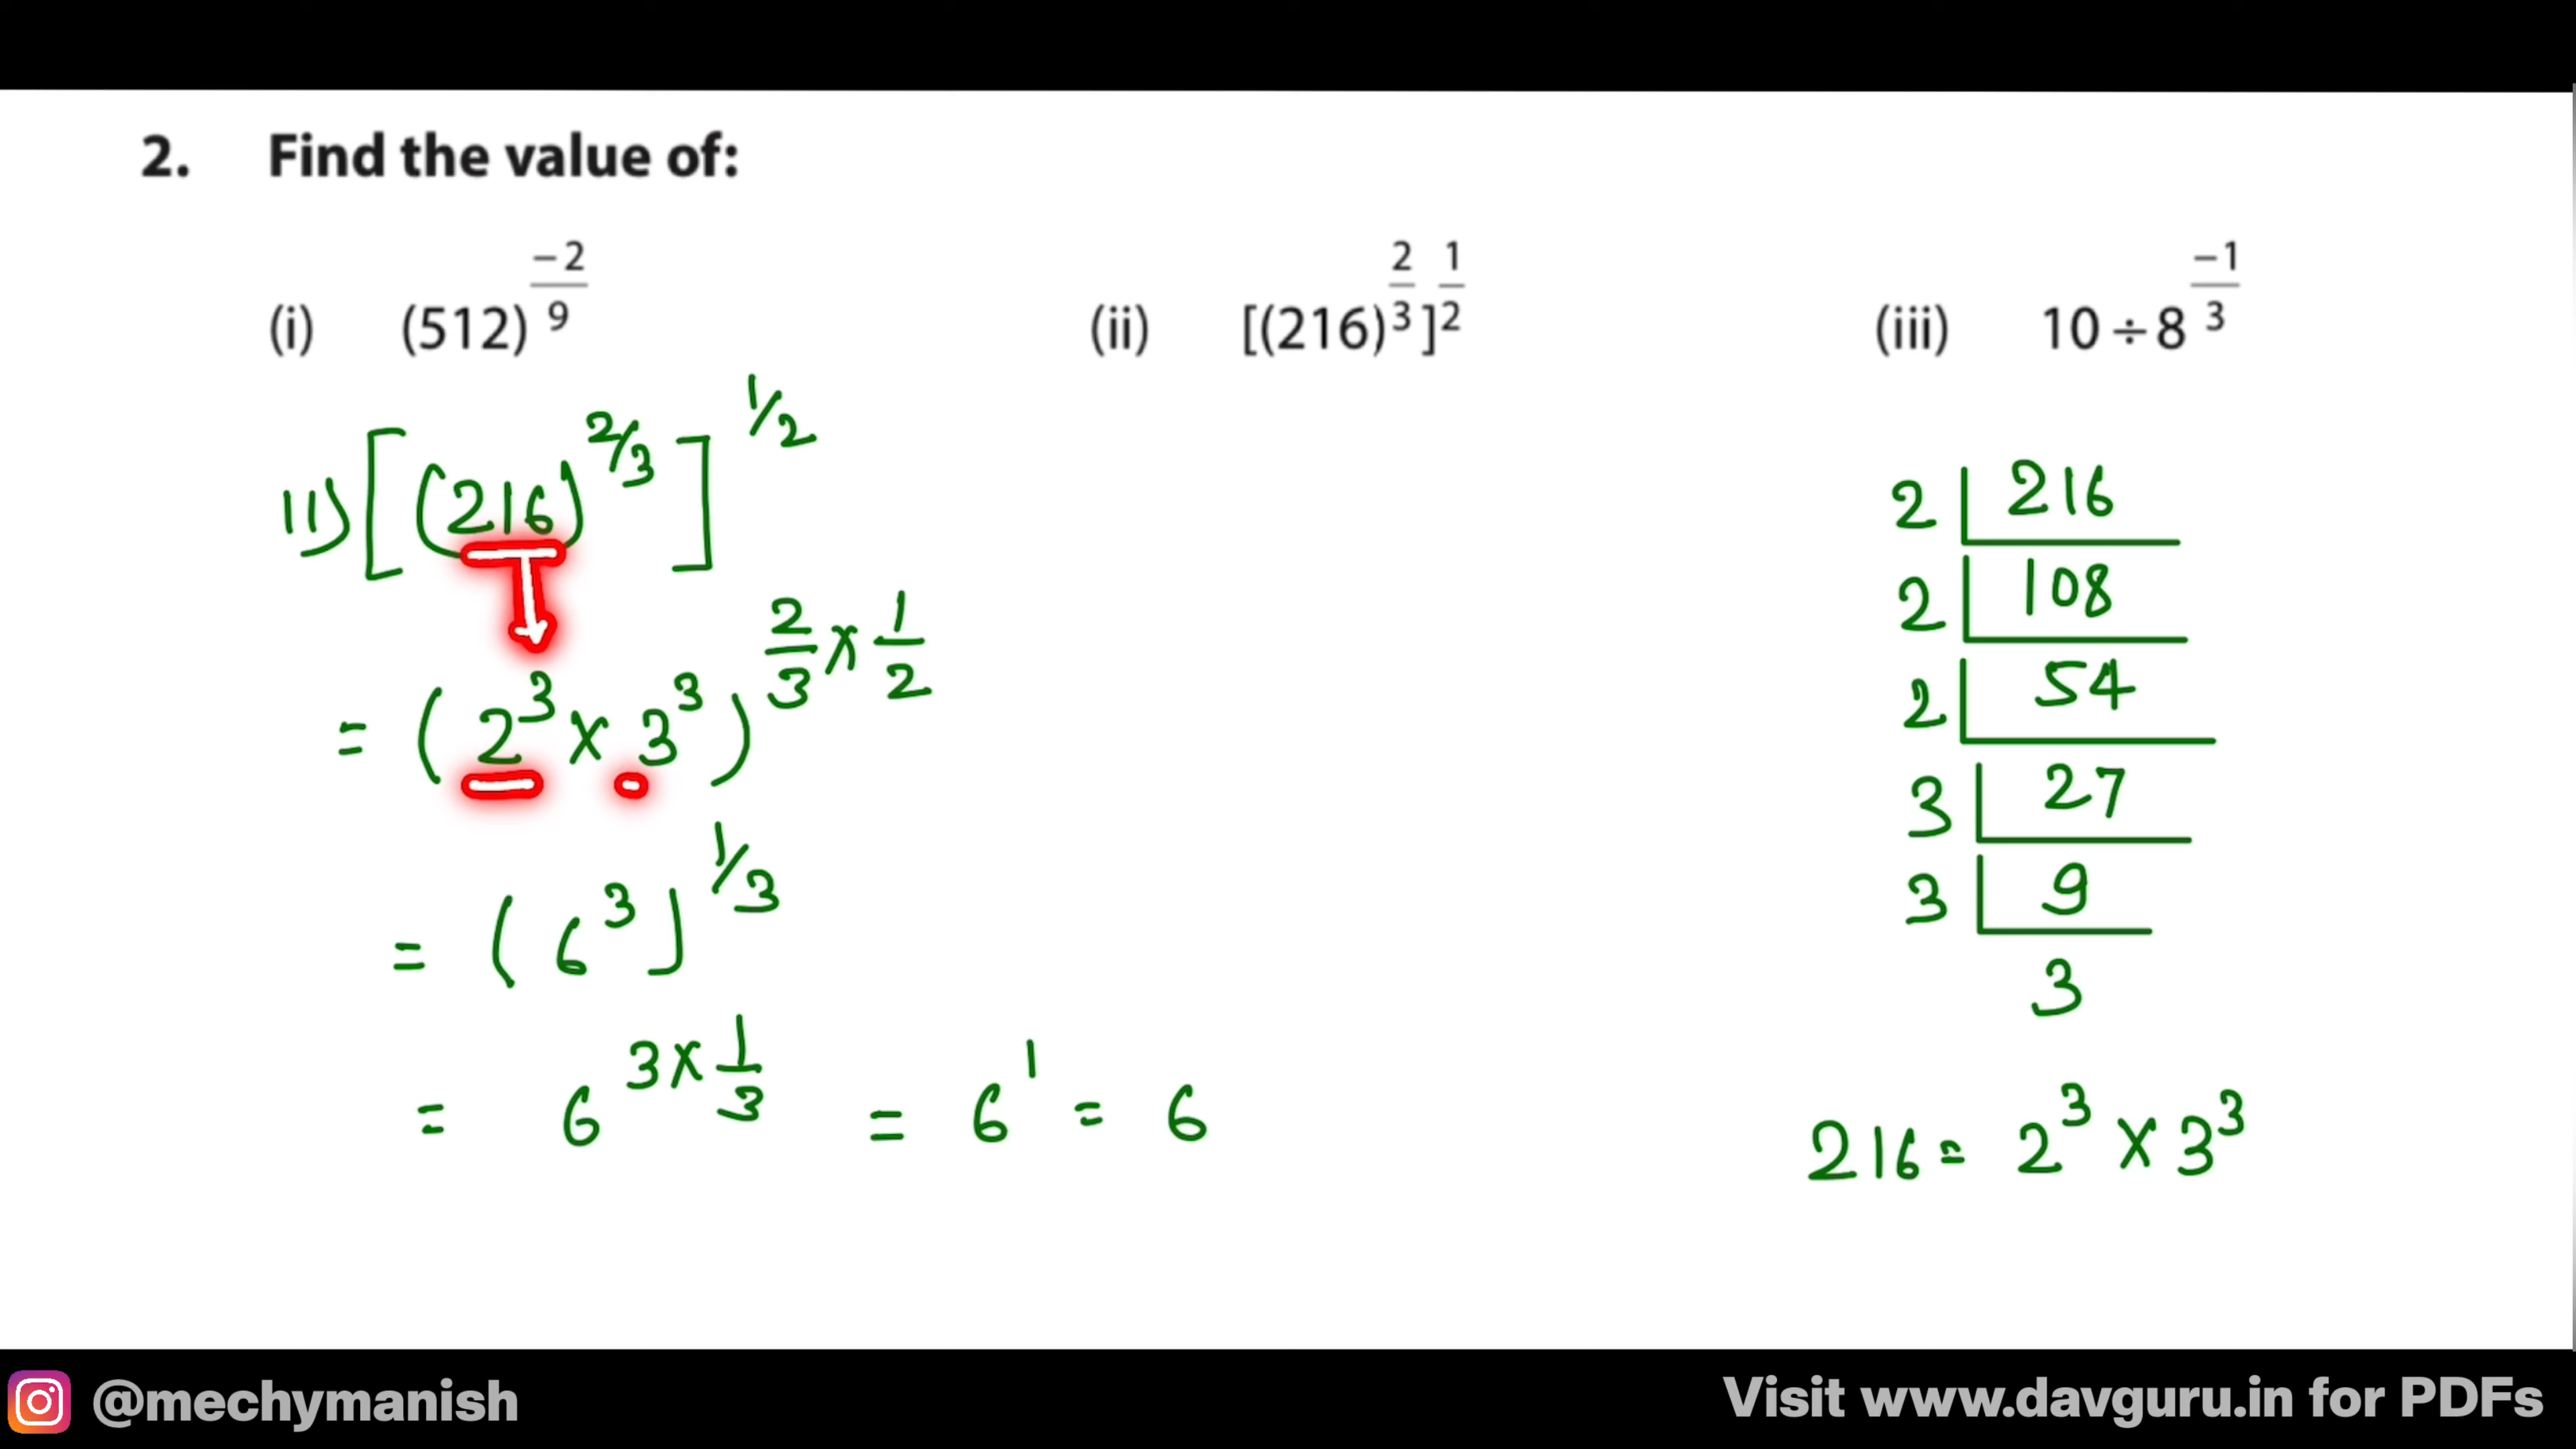 2. Find the value of:
(i) (512)^(-2/9) (ii) [(216)^(2/3)]^(1/2) (iii) 10 ÷ 8^(-1/3)
11) [(216)^2/3]^1/2
= (2^3 × 3^3)^(2/3 × 1/2)
= (6^3)^1/3
= 6^(3 × 1/3) = 6^1 = 6
2 | 216
2 | 108
2 | 54
3 | 27
3 | 9
3
216 = 2^3 × 3^3
@mechymanish
Visit www.davguru.in for PDFs